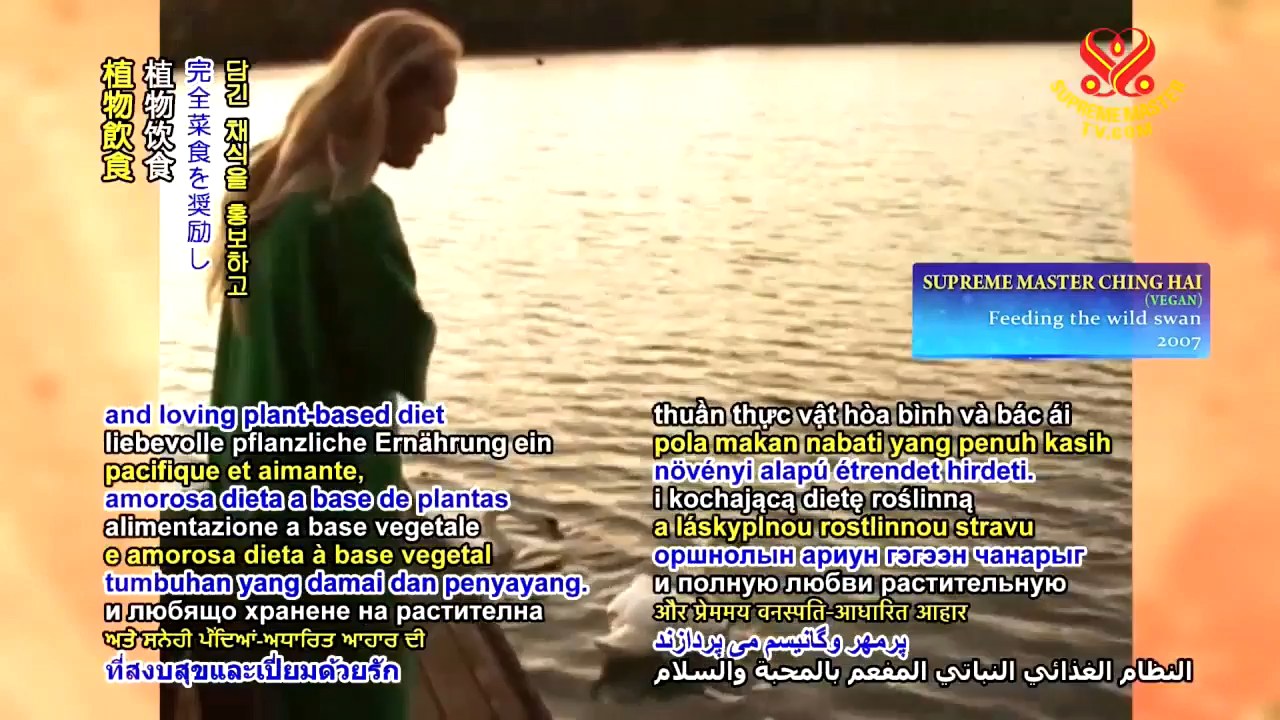 植物飲食
植物饮食
完全菜食を奨励し
담긴 채식을 홍보하고
SUPREME MASTER
TV.COM
SUPREME MASTER CHING HAI
(VEGAN)
Feeding the wild swan
2007
and loving plant-based diet
liebevolle pflanzliche Ernährung ein
pacifique et aimante,
amorosa dieta a base de plantas
alimentazione a base vegetale
e amorosa dieta à base vegetal
tumbuhan yang damai dan penyayang.
и любящо хранене на растителна
ਅਤੇ ਸਨੇਹੀ ਪੌਦਿਆਂ-ਅਧਾਰਿਤ ਆਹਾਰ ਦੀ
ที่สงบสุขและเปี่ยมด้วยรัก
thuần thực vật hòa bình và bác ái
pola makan nabati yang penuh kasih
növényi alapú étrendet hirdeti.
i kochającą dietę roślinną
a láskyplnou rostlinnou stravu
оршнолын ариун гэгээн чанарыг
и полную любви растительную
और प्रेममय वनस्पति-आधारित आहार
پرمهر وگانیسم می پردازند
النظام الغذائي النباتي المفعم بالمحبة والسلام